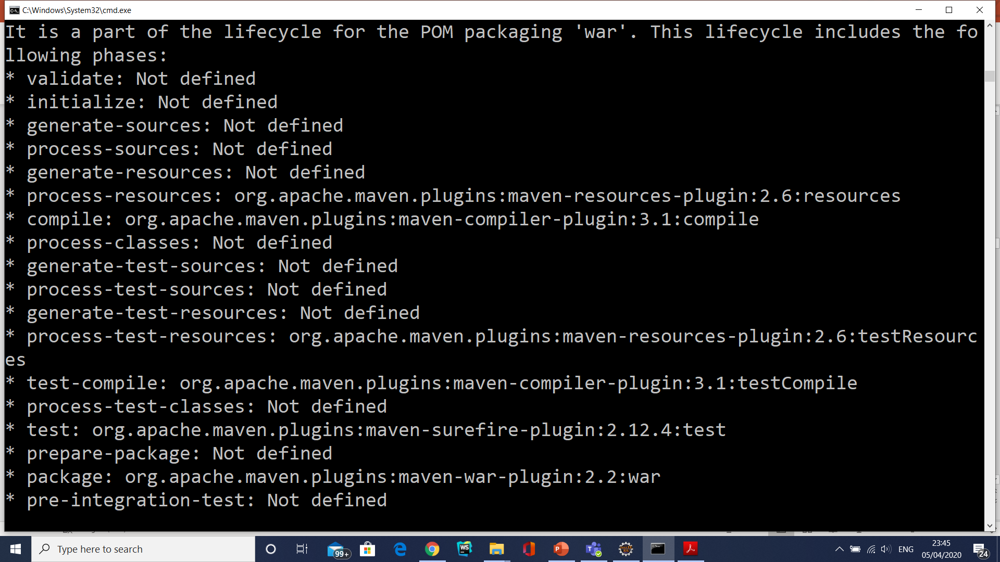 C:\Windows\System32\cmd.exe
It is a part of the lifecycle for the POM packaging 'war'. This lifecycle includes the fo
llowing phases:
* validate: Not defined
* initialize: Not defined
* generate-sources: Not defined
* process-sources: Not defined
* generate-resources: Not defined
* process-resources: org.apache.maven.plugins:maven-resources-plugin:2.6:resources
* compile: org.apache.maven.plugins:maven-compiler-plugin:3.1:compile
* process-classes: Not defined
* generate-test-sources: Not defined
* process-test-sources: Not defined
* generate-test-resources: Not defined
* process-test-resources: org.apache.maven.plugins:maven-resources-plugin:2.6:testResourc
es
* test-compile: org.apache.maven.plugins:maven-compiler-plugin:3.1:testCompile
* process-test-classes: Not defined
* test: org.apache.maven.plugins:maven-surefire-plugin:2.12.4:test
* prepare-package: Not defined
* package: org.apache.maven.plugins:maven-war-plugin:2.2:war
* pre-integration-test: Not defined
Type here to search
99+
WS
ENG
23:45
05/04/2020
24